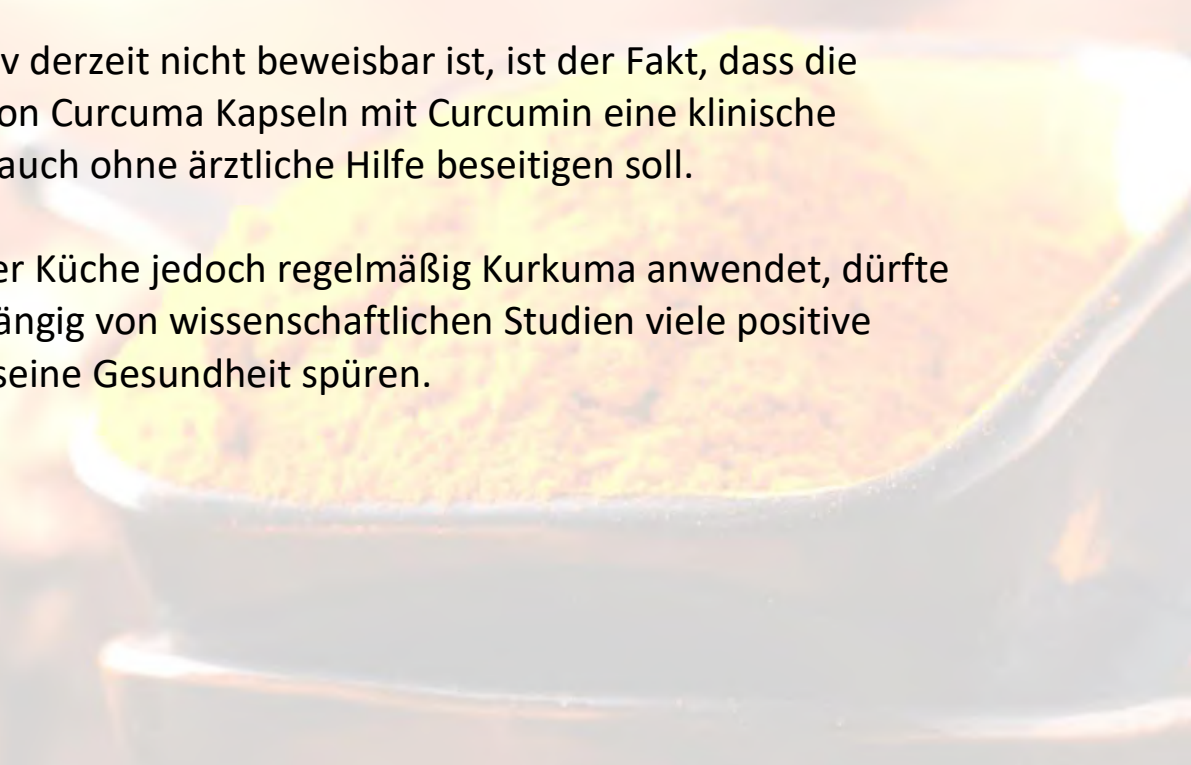 v derzeit nicht beweisbar ist, ist der Fakt, dass die
on Curcuma Kapseln mit Curcumin eine klinische
auch ohne ärztliche Hilfe beseitigen soll.
er Küche jedoch regelmäßig Kurkuma anwendet, dürfte
ängig von wissenschaftlichen Studien viele positive
seine Gesundheit spüren.